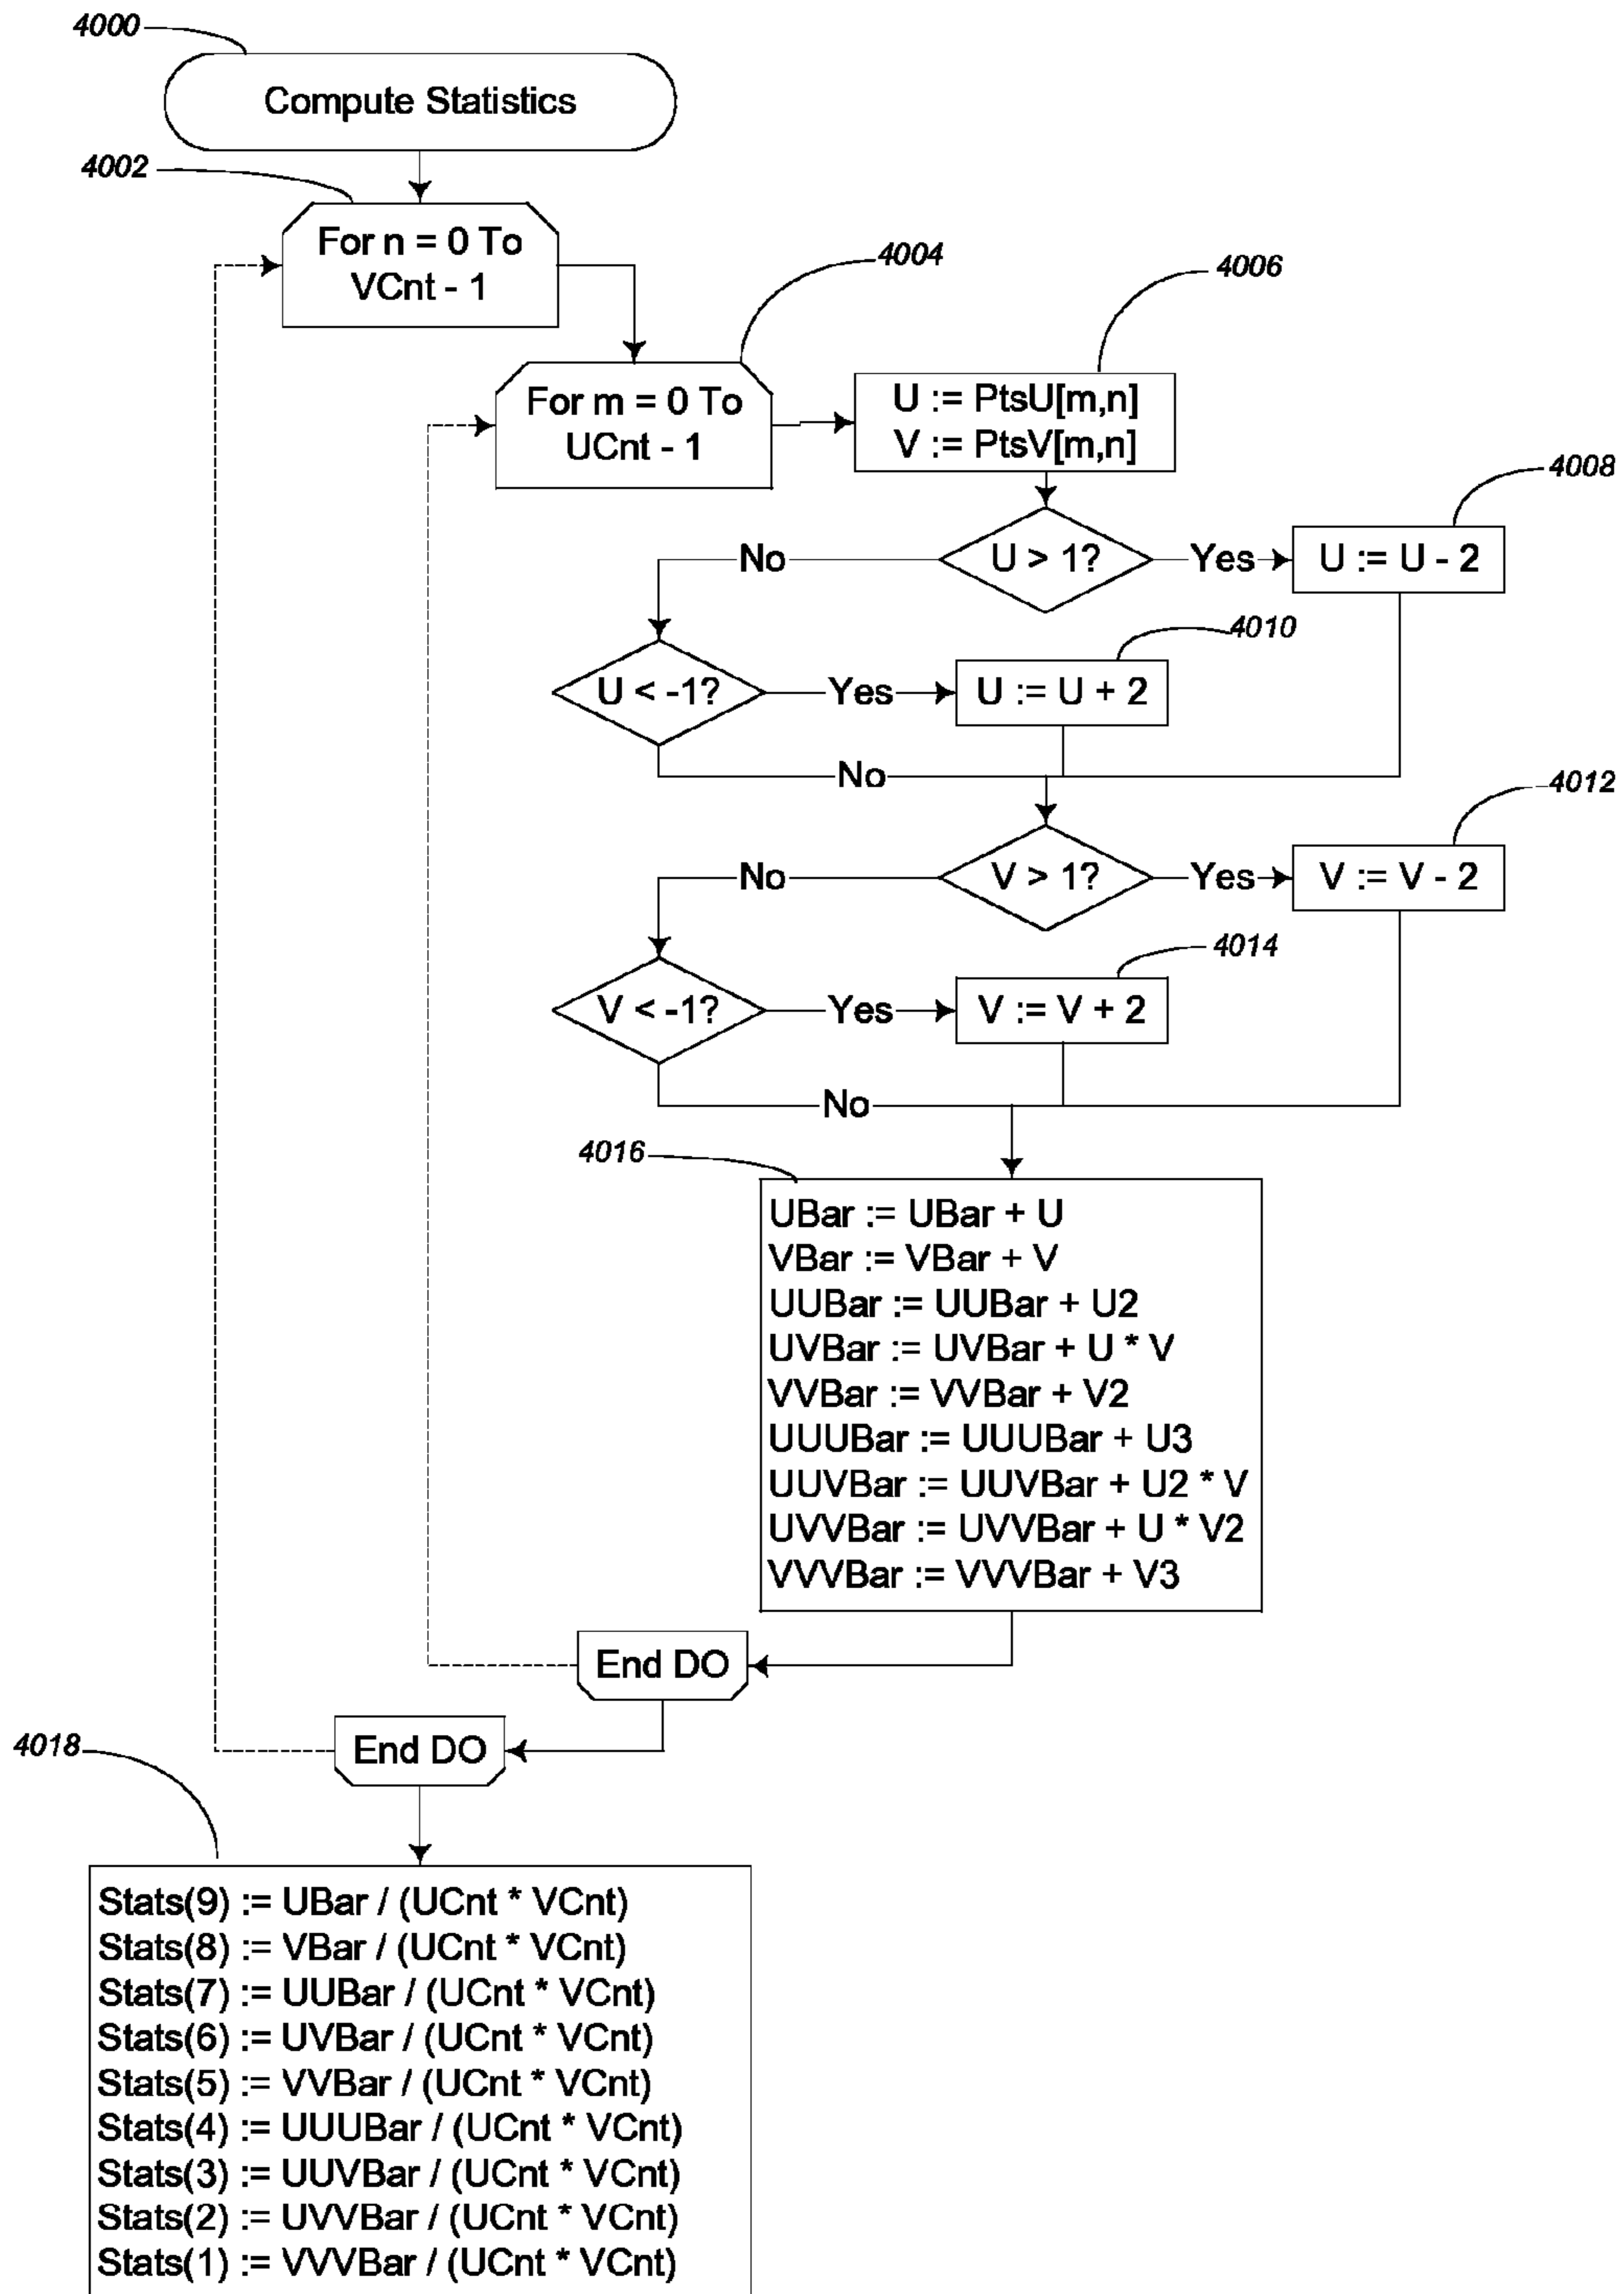 4000
Compute Statistics
4002
For n = 0 To
VCnt - 1
4004
For m = 0 To
UCnt - 1
4006
U := PtsU[m,n]
V := PtsV[m,n]
4008
No
U > 1?
Yes
U := U - 2
4010
U < -1?
Yes
U := U + 2
No
4012
No
V > 1?
Yes
V := V - 2
4014
V < -1?
Yes
V := V + 2
No
4016
UBar := UBar + U
VBar := VBar + V
UUBar := UUBar + U2
UVBar := UVBar + U * V
VVBar := VVBar + V2
UUUBar := UUUBar + U3
UUVBar := UUVBar + U2 * V
UVVBar := UVVBar + U * V2
VVVBar := VVVBar + V3
End DO
End DO
4018
Stats(9) := UBar / (UCnt * VCnt)
Stats(8) := VBar / (UCnt * VCnt)
Stats(7) := UUBar / (UCnt * VCnt)
Stats(6) := UVBar / (UCnt * VCnt)
Stats(5) := VVBar / (UCnt * VCnt)
Stats(4) := UUUBar / (UCnt * VCnt)
Stats(3) := UUVBar / (UCnt * VCnt)
Stats(2) := UVVBar / (UCnt * VCnt)
Stats(1) := VVVBar / (UCnt * VCnt)